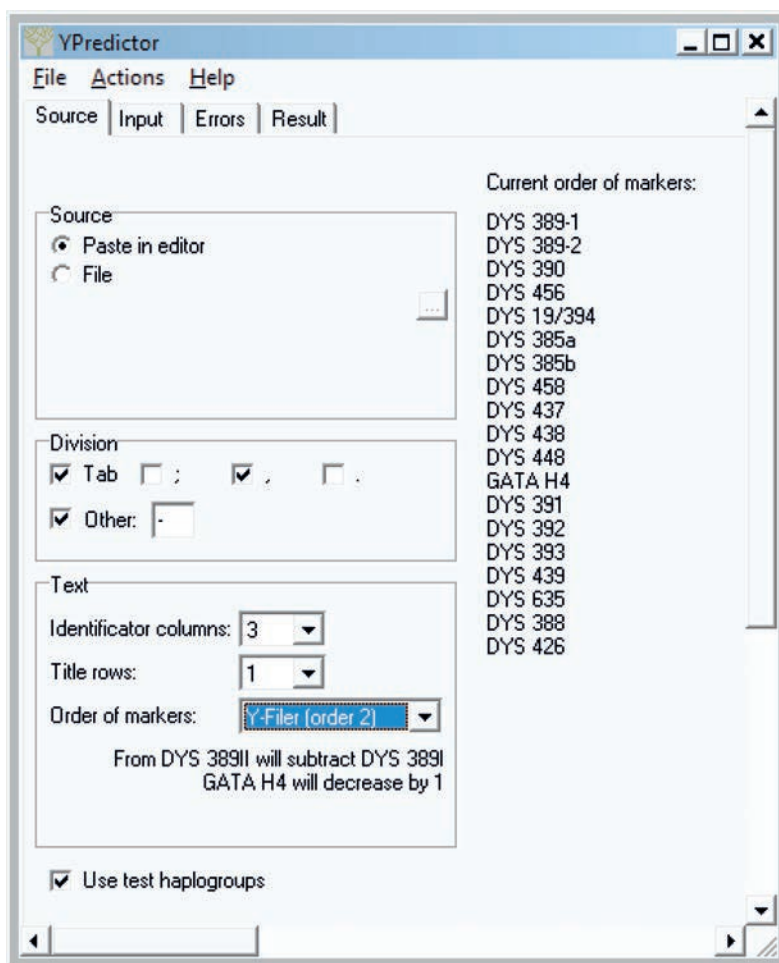 YPredictor
File Actions Help
Source Input Errors Result
Current order of markers:
DYS 389-1
DYS 389-2
DYS 390
DYS 456
DYS 19/394
DYS 385a
DYS 385b
DYS 458
DYS 437
DYS 438
DYS 448
GATA H4
DYS 391
DYS 392
DYS 393
DYS 439
DYS 635
DYS 388
DYS 426
Source
Paste in editor
File
...
Division
Tab ; , .
Other: -
Text
Identificator columns: 3
Title rows: 1
Order of markers: Y-Filer (order 2)
From DYS 389II will subtract DYS 389I
GATA H4 will decrease by 1
Use test haplogroups